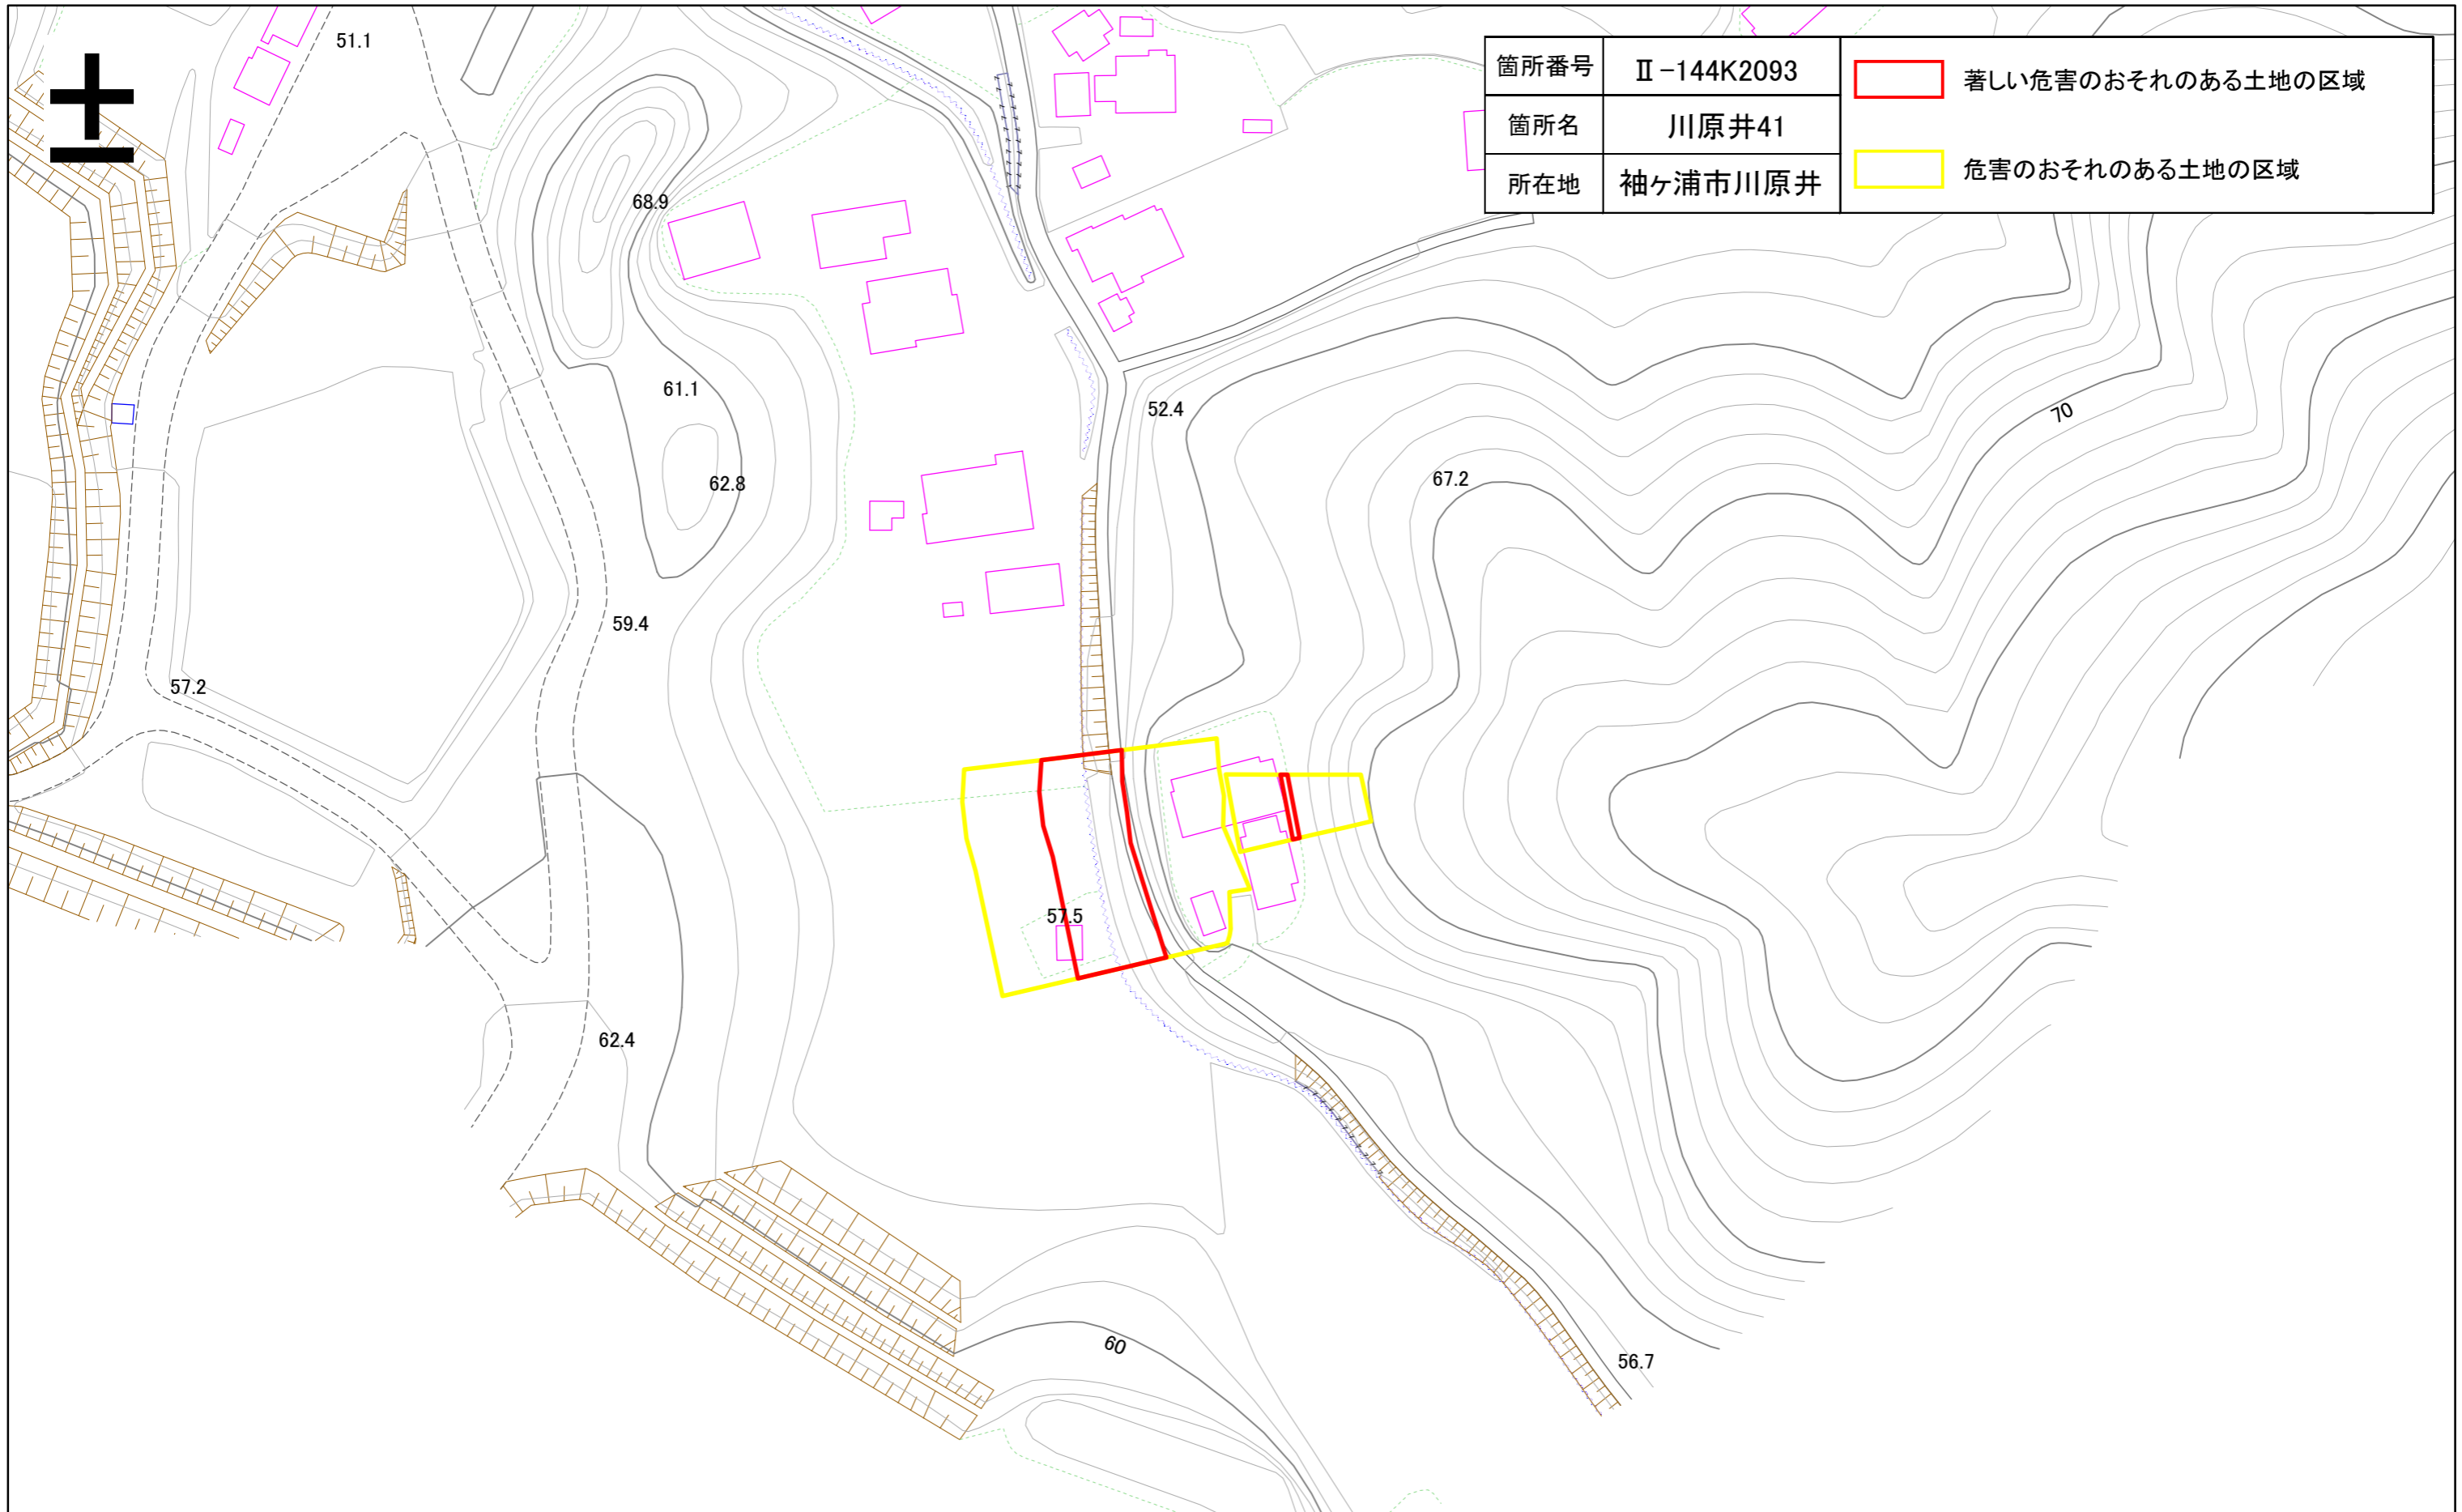 箇所番号 Ⅱ-144K2093
箇所名 川原井41
所在地 袖ヶ浦市川原井
著しい危害のおそれのある土地の区域
危害のおそれのある土地の区域
51.1
68.9
61.1
52.4
70
67.2
62.8
59.4
57.2
57.5
62.4
60
56.7